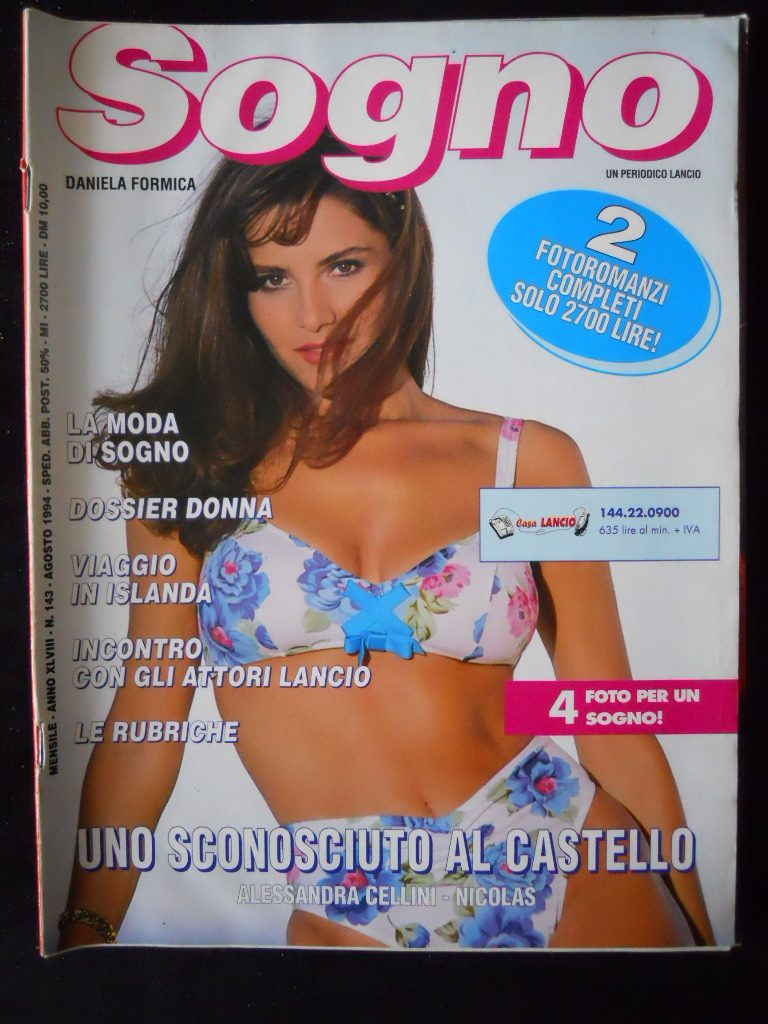 Sogno
DANIELA FORMICA
UN PERIODICO LANCIO
2
FOTOROMANZI
COMPLETI
SOLO 2700 LIRE!
MENSILE - ANNO XLVIII - N. 143 - AGOSTO 1994 - SPED. ABB. POST. 50% - MI - 2700 LIRE - DM 10,00
LA MODA
DI SOGNO
DOSSIER DONNA
VIAGGIO
IN ISLANDA
INCONTRO
CON GLI ATTORI LANCIO
LE RUBRICHE
Casa LANCIO
144.22.0900
635 lire al min. + IVA
4 FOTO PER UN
SOGNO!
UNO SCONOSCIUTO AL CASTELLO
ALESSANDRA CELLINI - NICOLAS